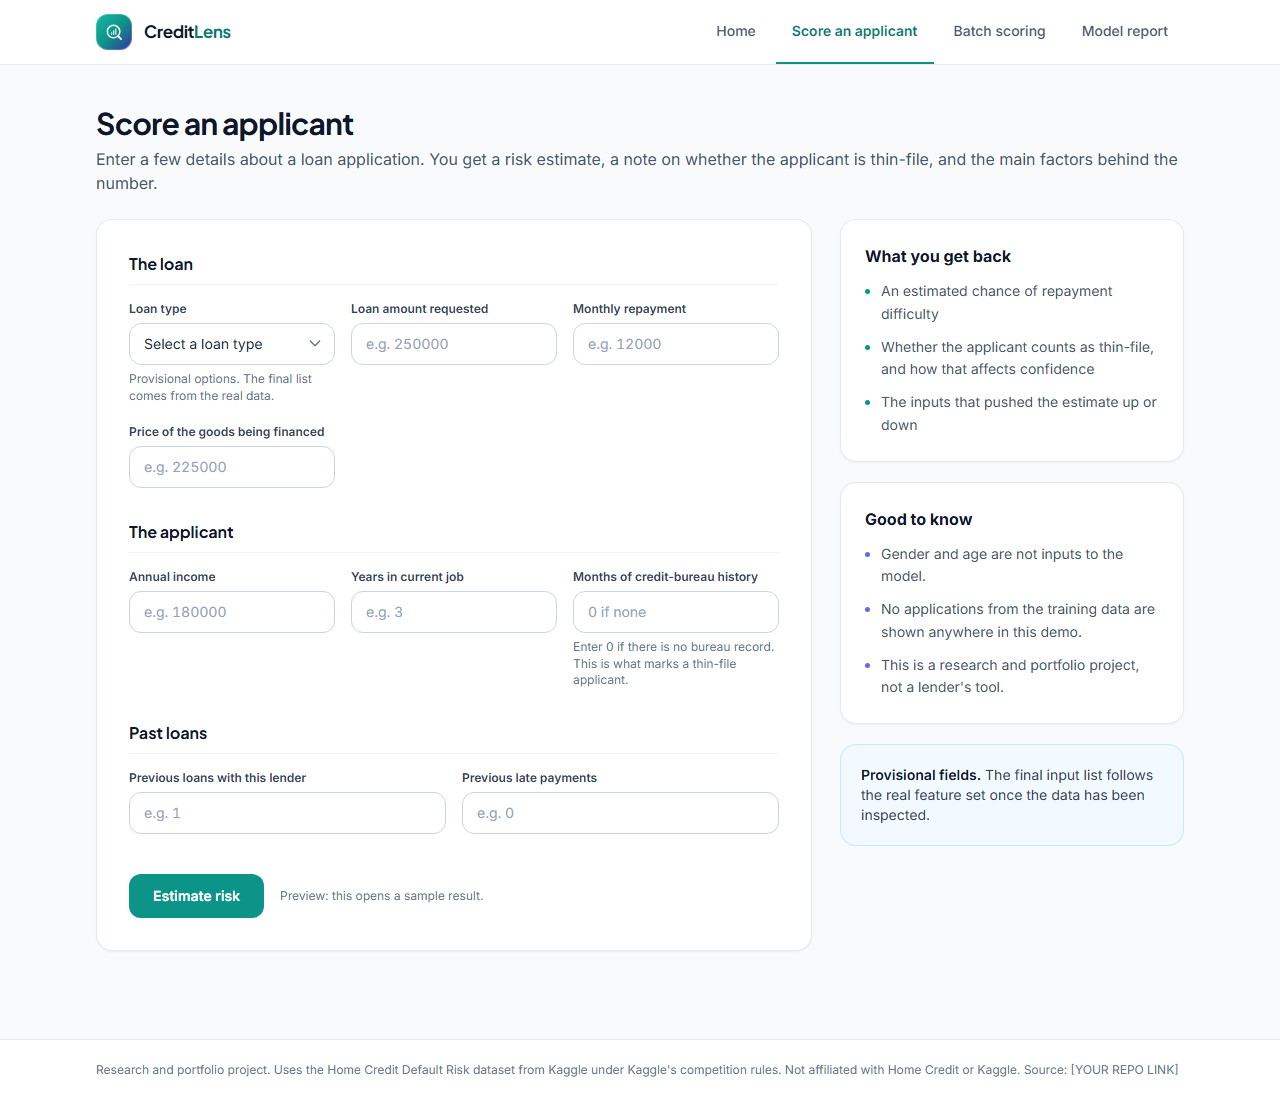 CreditLens
Home
Score an applicant
Batch scoring
Model report
Score an applicant
Enter a few details about a loan application. You get a risk estimate, a note on whether the applicant is thin-file, and the main factors behind the
number.
The loan
Loan type
Loan amount requested
Monthly repayment
Select a loan type
e.g. 250000
e.g. 12000
Provisional options. The final list
comes from the real data.
Price of the goods being financed
e.g. 225000
The applicant
Annual income
Years in current job
Months of credit-bureau history
e.g. 180000
e.g. 3
0 if none
Enter 0 if there is no bureau record.
This is what marks a thin-file
applicant.
Past loans
Previous loans with this lender
Previous late payments
e.g. 1
e.g. 0
Estimate risk
Preview: this opens a sample result.
What you get back
An estimated chance of repayment
difficulty
Whether the applicant counts as thin-file,
and how that affects confidence
The inputs that pushed the estimate up or
down
Good to know
Gender and age are not inputs to the
model.
No applications from the training data are
shown anywhere in this demo.
This is a research and portfolio project,
not a lender's tool.
Provisional fields. The final input list follows
the real feature set once the data has been
inspected.
Research and portfolio project. Uses the Home Credit Default Risk dataset from Kaggle under Kaggle's competition rules. Not affiliated with Home Credit or Kaggle. Source: [YOUR REPO LINK]